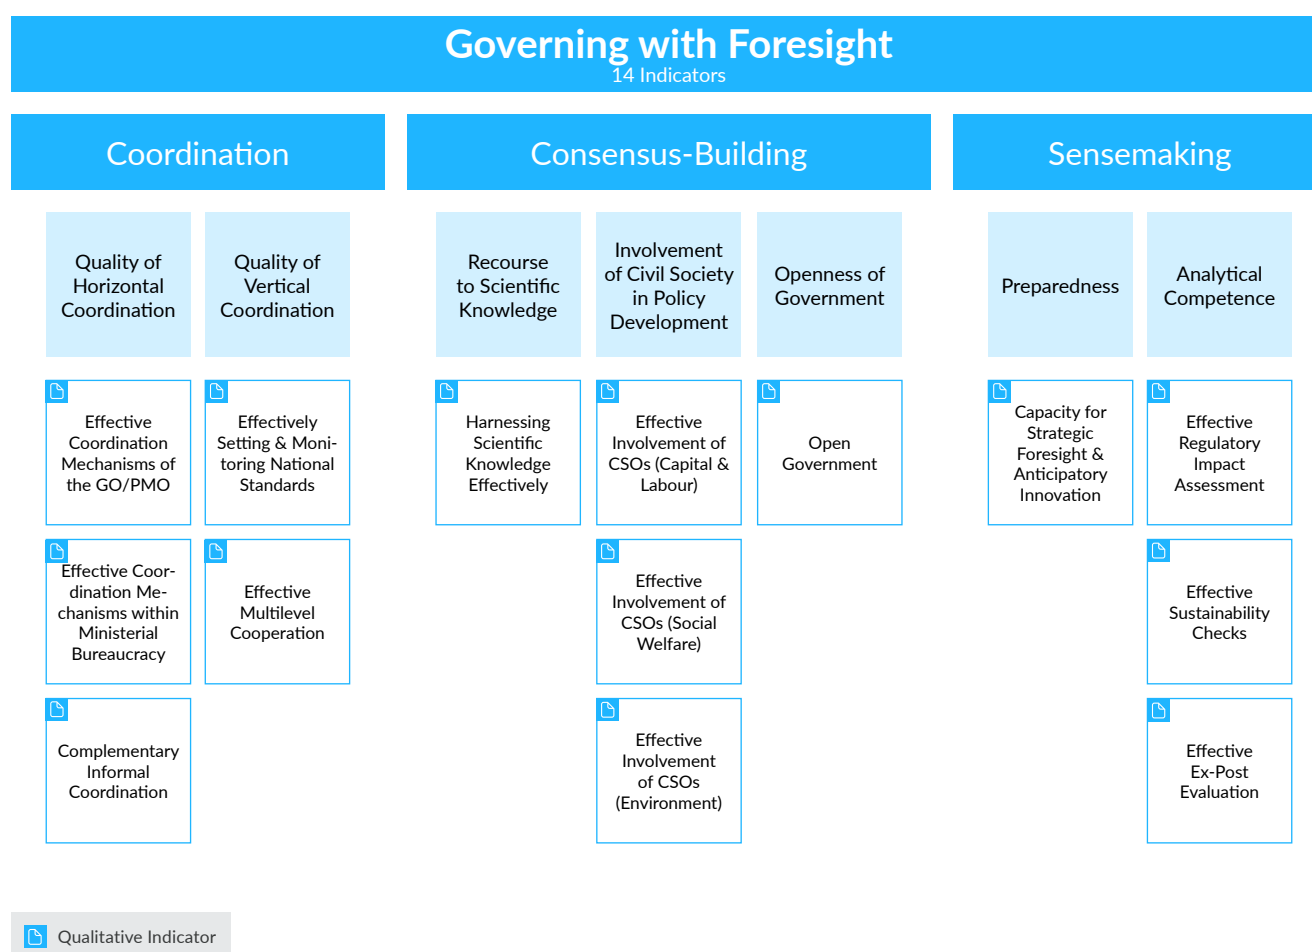 Governing with Foresight
14 Indicators
Coordination
Consensus-Building
Sensemaking
Quality of
Horizontal
Coordination
Quality of
Vertical
Coordination
Recourse
to Scientific
Knowledge
Involvement
of Civil Society
in Policy
Development
Openness of
Government
Preparedness
Analytical
Competence
Effective
Coordination
Mechanisms of
the GO/PMO
Effectively
Setting & Moni-
toring National
Standards
Harnessing
Scientific
Knowledge
Effectively
Effective
Involvement of
CSOs (Capital &
Labour)
Open
Government
Capacity for
Strategic
Foresight &
Anticipatory
Innovation
Effective
Regulatory
Impact
Assessment
Effective Coor-
dination Me-
chanisms within
Ministerial
Bureaucracy
Effective
Multilevel
Cooperation
Effective
Involvement of
CSOs (Social
Welfare)
Effective
Sustainability
Checks
Complementary
Informal
Coordination
Effective
Involvement
of CSOs
(Environment)
Effective
Ex-Post
Evaluation
Qualitative Indicator